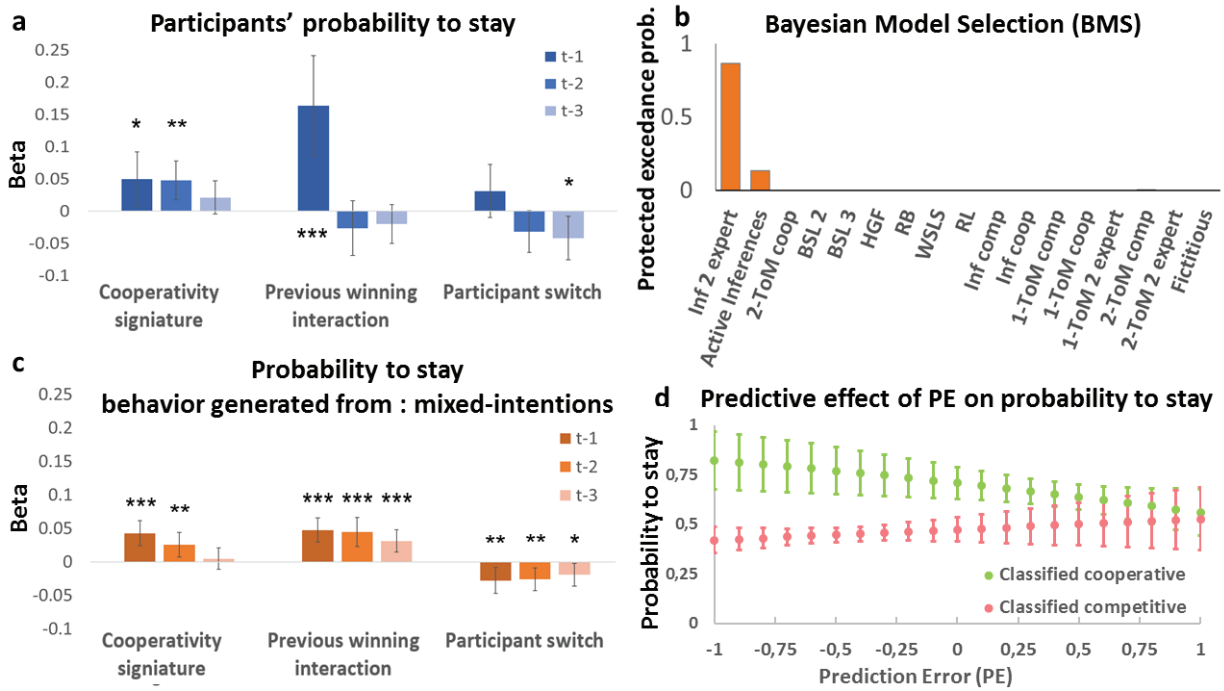 a
Participants' probability to stay
0.25
0.2
0.15
0.1
0.05
0
-0.05
-0.1
Beta
t-1
t-2
t-3
*
**
***
*
Cooperativity
signiature
Previous winning
interaction
Participant switch
b
Bayesian Model Selection (BMS)
Protected excedance prob.
1
0.5
0
Inf 2 expert
Active Inferences
2-ToM coop
BSL 2
BSL 3
HGF
RB
WSLS
RL
Inf comp
Inf coop
1-ToM comp
1-ToM coop
1-ToM 2 expert
2-ToM comp
2-ToM 2 expert
Fictitious
c
Probability to stay
behavior generated from : mixed-intentions
0.25
0.2
0.15
0.1
0.05
0
-0.05
-0.1
Beta
t-1
t-2
t-3
***
**
***
***
***
**
**
*
Cooperativity
signiature
Previous winning
interaction
Participant switch
d
Predictive effect of PE on probability to stay
Probability to stay
1
0,75
0,5
0,25
0
Classified cooperative
Classified competitive
-1
-0,75
-0,5
-0,25
0
0,25
0,5
0,75
1
Prediction Error (PE)